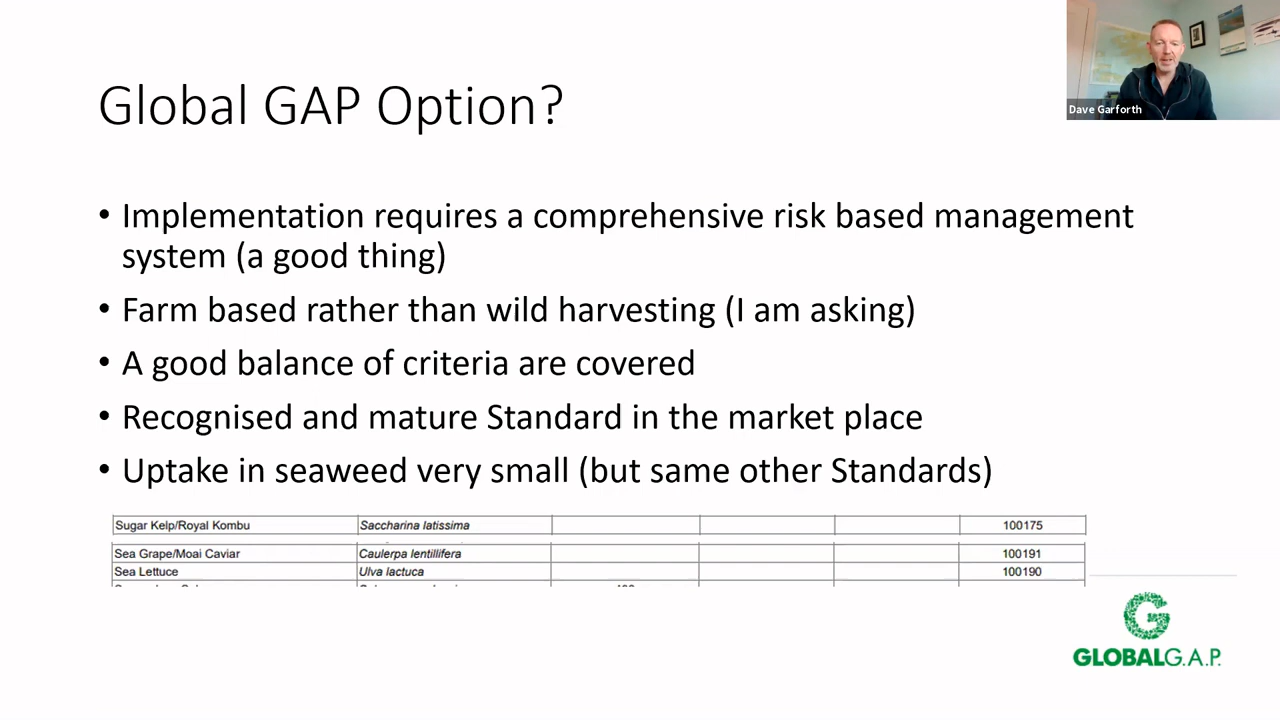 Global GAP Option?
Dave Garforth
• Implementation requires a comprehensive risk based management
system (a good thing)
• Farm based rather than wild harvesting (I am asking)
• A good balance of criteria are covered
• Recognised and mature Standard in the market place
• Uptake in seaweed very small (but same other Standards)
Sugar Kelp/Royal Kombu Saccharina latissima 100175
Sea Grape/Moai Caviar Caulerpa lentillifera 100191
Sea Lettuce Ulva lactuca 100190
GLOBALG.A.P.